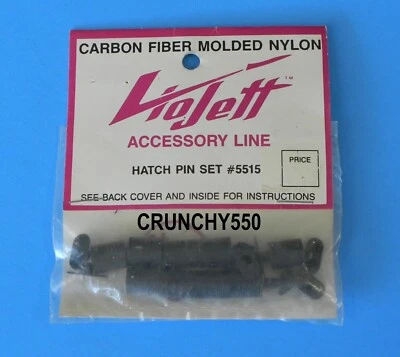 CARBON FIBER MOLDED NYLON
Violett™
ACCESSORY LINE
HATCH PIN SET #5515
PRICE
SEE BACK COVER AND INSIDE FOR INSTRUCTIONS
CRUNCHY550